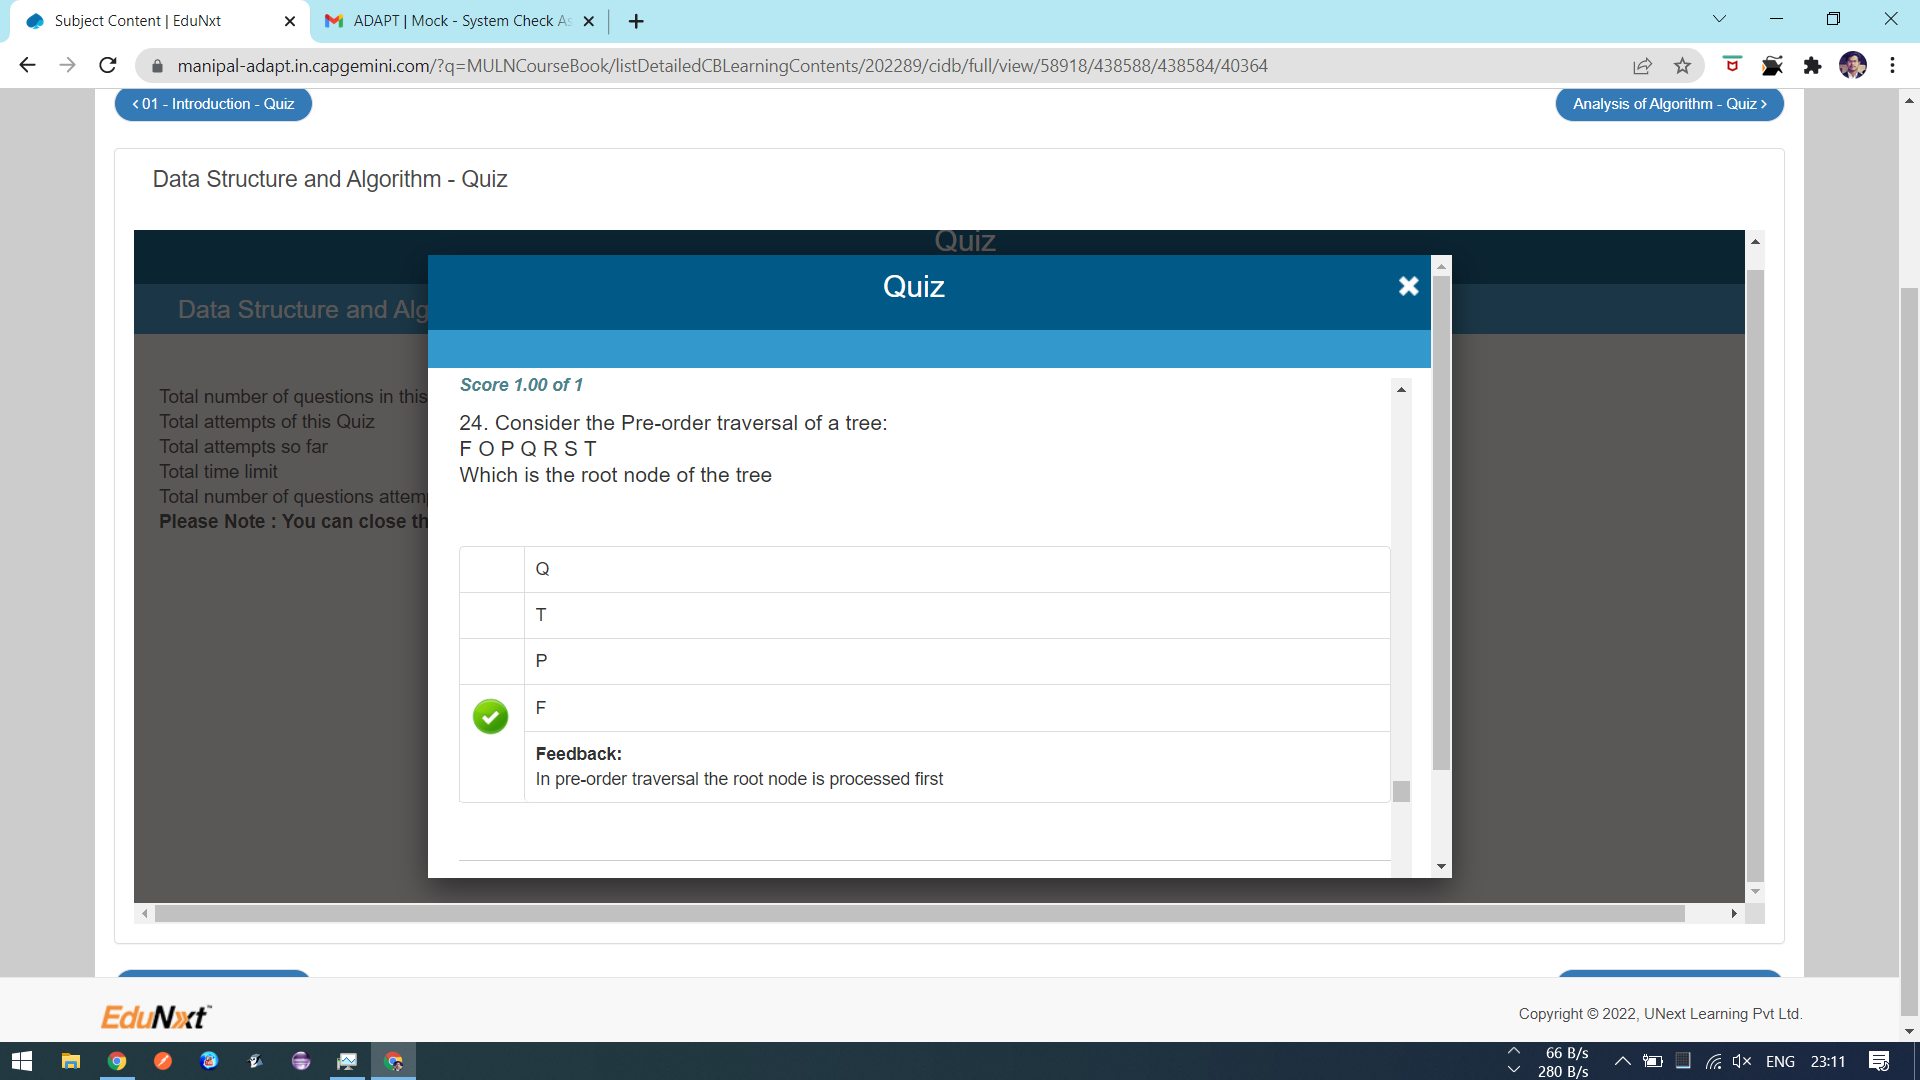 Subject Content | EduNxt
ADAPT | Mock - System Check As
manipal-adapt.in.capgemini.com/?q=MULNCourseBook/listDetailedCBLearningContents/202289/cidb/full/view/58918/438588/438584/40364
< 01 - Introduction - Quiz
Analysis of Algorithm - Quiz >
Data Structure and Algorithm - Quiz
Quiz
Data Structure and Alg
Quiz
Total number of questions in this
Total attempts of this Quiz
Total attempts so far
Total time limit
Total number of questions attem
Please Note : You can close th
Score 1.00 of 1
24. Consider the Pre-order traversal of a tree:
F O P Q R S T
Which is the root node of the tree
Q
T
P
F
Feedback:
In pre-order traversal the root node is processed first
EduNxt™
Copyright © 2022, UNext Learning Pvt Ltd.
66 B/s
280 B/s
ENG
23:11